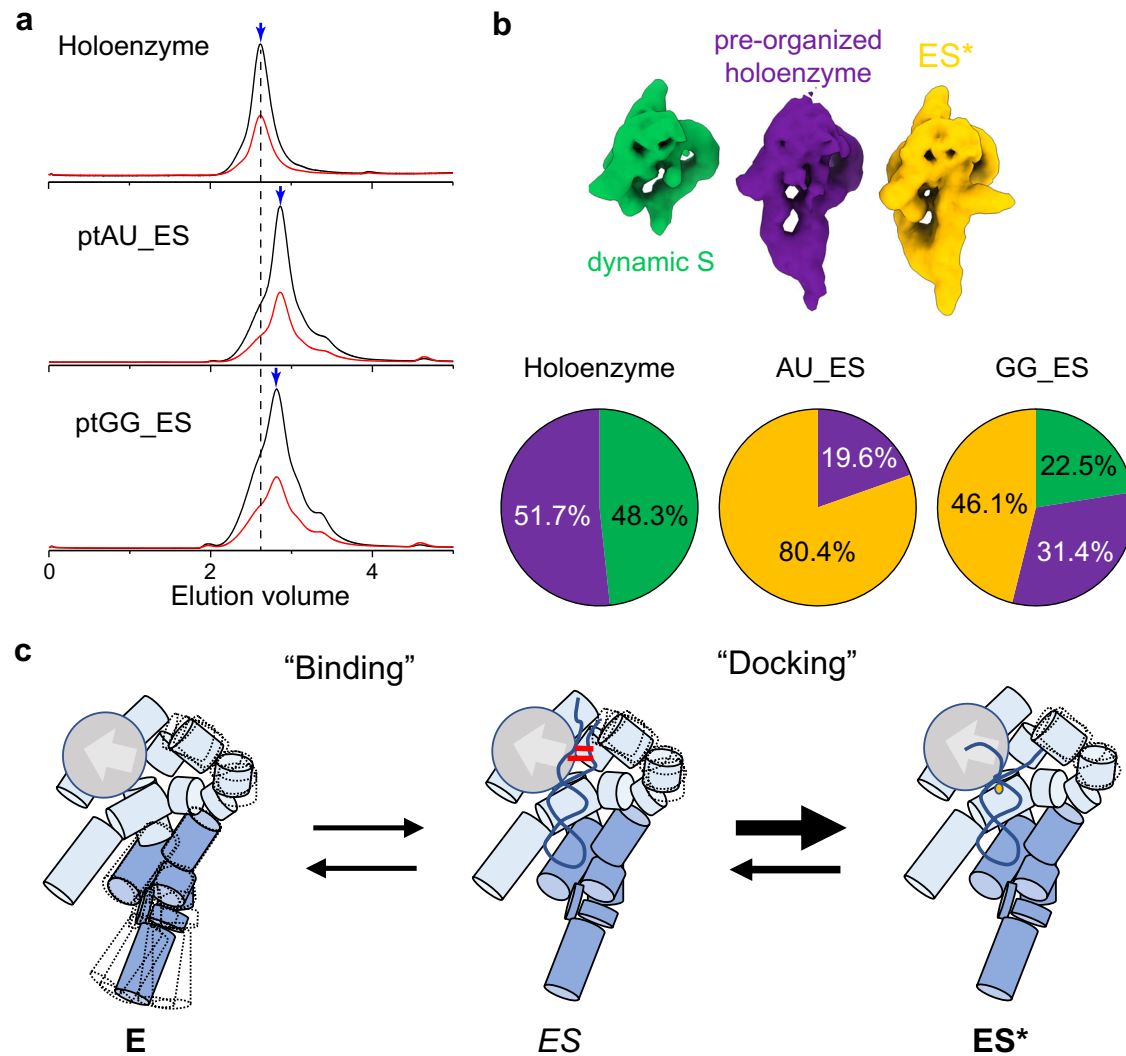 a
Holoenzyme
ptAU_ES
ptGG_ES
0 2 4
Elution volume
b
pre-organized
holoenzyme
ES*
dynamic S
Holoenzyme AU_ES GG_ES
51.7% 48.3%
19.6%
80.4%
22.5%
46.1%
31.4%
c
“Binding” “Docking”
E ES ES*